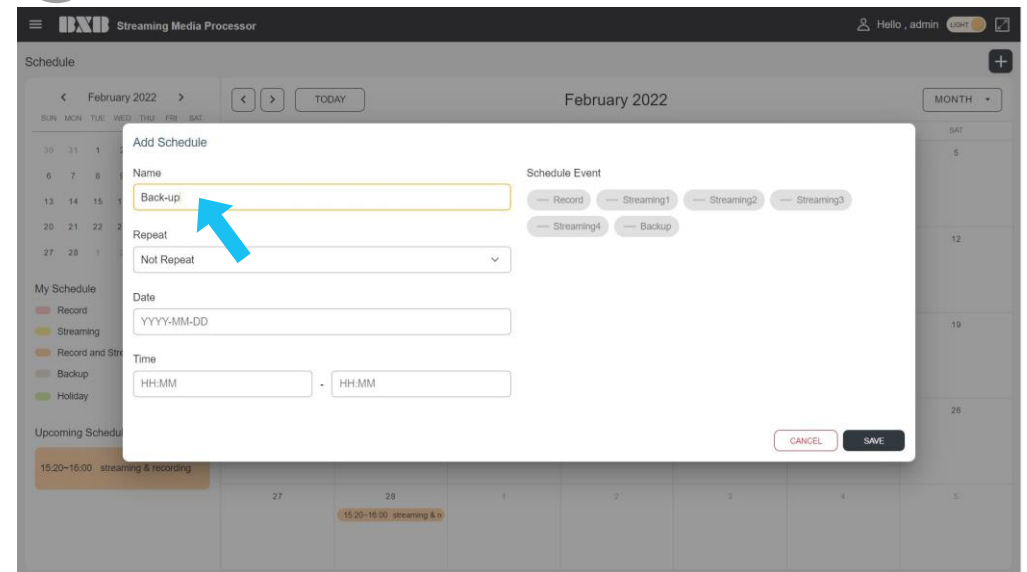 BXB Streaming Media Processor
Hello , admin LIGHT
Schedule
February 2022
SUN MON TUE WED THU FRI SAT
30 31 1
6 7 8
13 14 15
20 21 22
27 28 1
My Schedule
Record
Streaming
Record and Stre
Backup
Holiday
Upcoming Schedul
15:20~16:00 streaming & recording
TODAY
February 2022
MONTH
SAT
5
12
19
26
27 28 1 2 3 4 5
15:20~16:00 streaming & r
Add Schedule
Name
Back-up
Repeat
Not Repeat
Date
YYYY-MM-DD
Time
HH:MM - HH:MM
Schedule Event
Record Streaming1 Streaming2 Streaming3
Streaming4 Backup
CANCEL SAVE